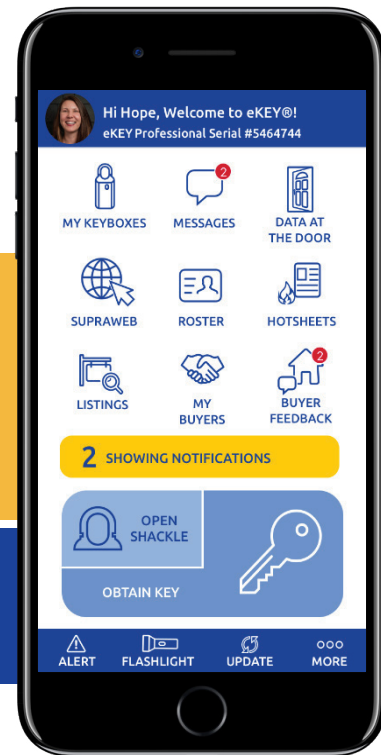 Hi Hope, Welcome to eKEY®!
eKEY Professional Serial #5464744
MY KEYBOXES
MESSAGES
2
DATA AT
THE DOOR
SUPRAWEB
ROSTER
HOTSHEETS
LISTINGS
MY
BUYERS
2
BUYER
FEEDBACK
2 SHOWING NOTIFICATIONS
OPEN
SHACKLE
OBTAIN KEY
ALERT
FLASHLIGHT
UPDATE
MORE